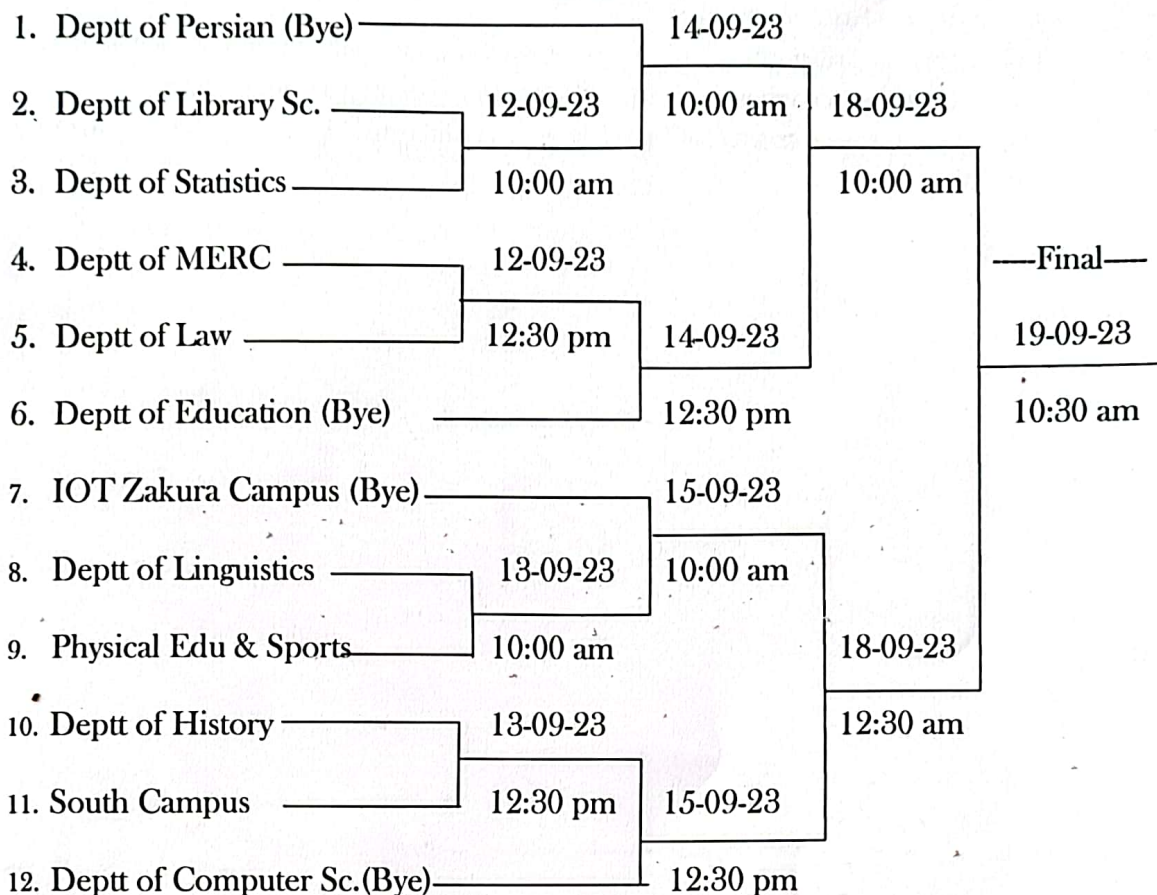 1. Deptt of Persian (Bye) 14-09-23
2. Deptt of Library Sc. 12-09-23 10:00 am 18-09-23
3. Deptt of Statistics 10:00 am 10:00 am
4. Deptt of MERC 12-09-23 Final
5. Deptt of Law 12:30 pm 14-09-23 19-09-23
6. Deptt of Education (Bye) 12:30 pm 10:30 am
7. IOT Zakura Campus (Bye) 15-09-23
8. Deptt of Linguistics 13-09-23 10:00 am
9. Physical Edu & Sports 10:00 am 18-09-23
10. Deptt of History 13-09-23 12:30 am
11. South Campus 12:30 pm 15-09-23
12. Deptt of Computer Sc.(Bye) 12:30 pm